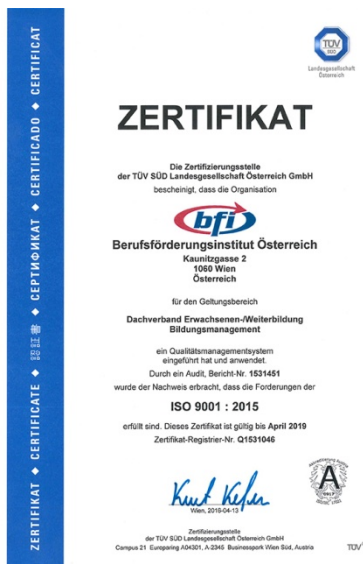 TÜV
SÜD
Landesgesellschaft
Österreich
ZERTIFIKAT
Die Zertifizierungsstelle
der TÜV SÜD Landesgesellschaft Österreich GmbH
bescheinigt, dass die Organisation
bfi
Berufsförderungsinstitut Österreich
Kaunitzgasse 2
1060 Wien
Österreich
für den Geltungsbereich
Dachverband Erwachsenen-/Weiterbildung
Bildungsmanagement
ein Qualitätsmanagementsystem
eingeführt hat und anwendet.
Durch ein Audit, Bericht-Nr. 1531451
wurde der Nachweis erbracht, dass die Forderungen der
ISO 9001 : 2015
erfüllt sind. Dieses Zertifikat ist gültig bis April 2019
Zertifikat-Registrier-Nr. Q1531046
Wien, 2016-04-13
A
Zertifizierungsstelle
der TÜV SÜD Landesgesellschaft Österreich GmbH
Campus 21 Europaring A04301, A-2345 Businesspark Wien Süd, Austria
TÜV
ZERTIFIKAT ◆ CERTIFICATE ◆ 認証書 ◆ СЕРТИФИКАТ ◆ CERTIFICADO ◆ CERTIFICAT